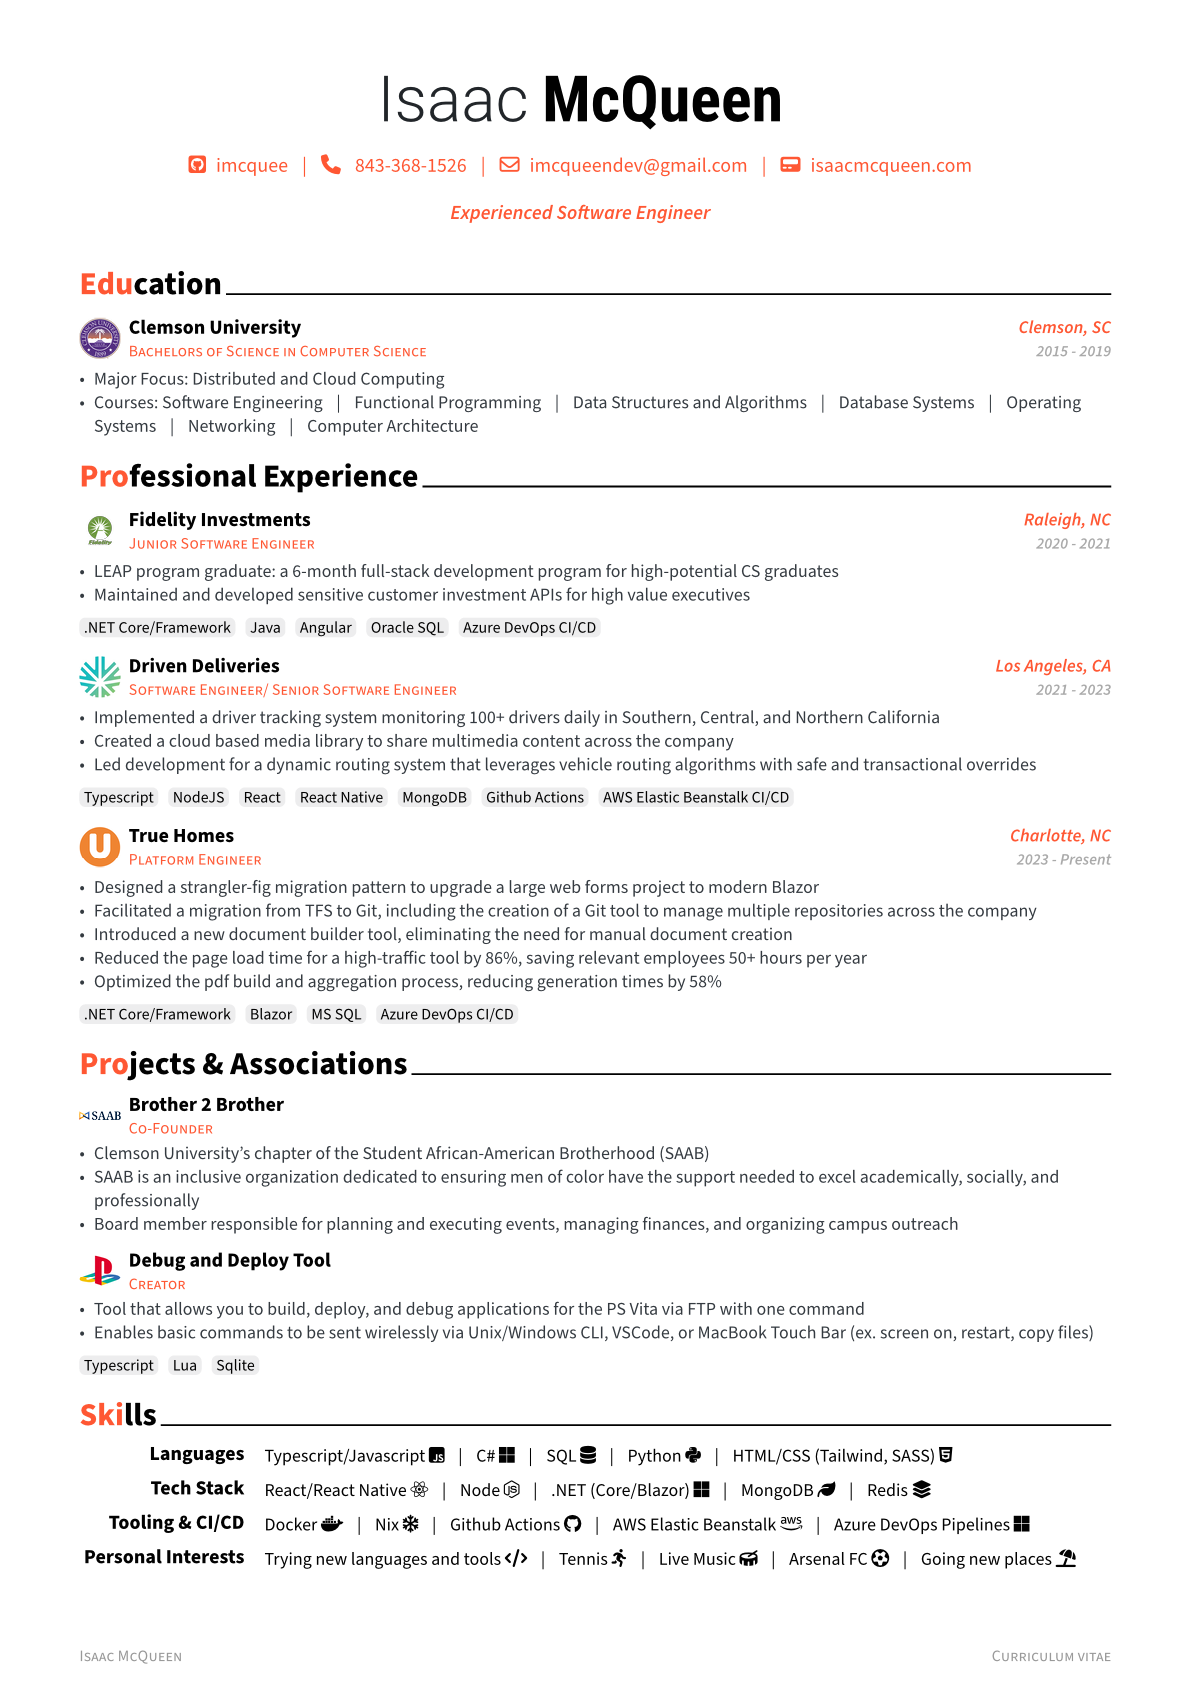 Isaac McQueen
imcquee | 843-368-1526 | imcqueendev@gmail.com | isaacmcqueen.com
Experienced Software Engineer
Education
Clemson University Clemson, SC
Bachelors of Science in Computer Science 2015 - 2019
• Major Focus: Distributed and Cloud Computing
• Courses: Software Engineering | Functional Programming | Data Structures and Algorithms | Database Systems | Operating
Systems | Networking | Computer Architecture
Professional Experience
Fidelity
Fidelity Investments Raleigh, NC
Junior Software Engineer 2020 - 2021
• LEAP program graduate: a 6-month full-stack development program for high-potential CS graduates
• Maintained and developed sensitive customer investment APIs for high value executives
.NET Core/Framework Java Angular Oracle SQL Azure DevOps CI/CD
Driven Deliveries Los Angeles, CA
Software Engineer/ Senior Software Engineer 2021 - 2023
• Implemented a driver tracking system monitoring 100+ drivers daily in Southern, Central, and Northern California
• Created a cloud based media library to share multimedia content across the company
• Led development for a dynamic routing system that leverages vehicle routing algorithms with safe and transactional overrides
Typescript NodeJS React React Native MongoDB Github Actions AWS Elastic Beanstalk CI/CD
True Homes Charlotte, NC
Platform Engineer 2023 - Present
• Designed a strangler-fig migration pattern to upgrade a large web forms project to modern Blazor
• Facilitated a migration from TFS to Git, including the creation of a Git tool to manage multiple repositories across the company
• Introduced a new document builder tool, eliminating the need for manual document creation
• Reduced the page load time for a high-traffic tool by 86%, saving relevant employees 50+ hours per year
• Optimized the pdf build and aggregation process, reducing generation times by 58%
.NET Core/Framework Blazor MS SQL Azure DevOps CI/CD
Projects & Associations
SAAB Brother 2 Brother
Co-Founder
• Clemson University's chapter of the Student African-American Brotherhood (SAAB)
• SAAB is an inclusive organization dedicated to ensuring men of color have the support needed to excel academically, socially, and
professionally
• Board member responsible for planning and executing events, managing finances, and organizing campus outreach
Debug and Deploy Tool
Creator
• Tool that allows you to build, deploy, and debug applications for the PS Vita via FTP with one command
• Enables basic commands to be sent wirelessly via Unix/Windows CLI, VSCode, or MacBook Touch Bar (ex. screen on, restart, copy files)
Typescript Lua Sqlite
Skills
Languages Typescript/Javascript JS | C# | SQL | Python | HTML/CSS (Tailwind, SASS)
Tech Stack React/React Native | Node | .NET (Core/Blazor) | MongoDB | Redis
Tooling & CI/CD Docker | Nix | Github Actions | AWS Elastic Beanstalk aws | Azure DevOps Pipelines
Personal Interests Trying new languages and tools | Tennis | Live Music | Arsenal FC | Going new places
Isaac McQueen Curriculum vitae